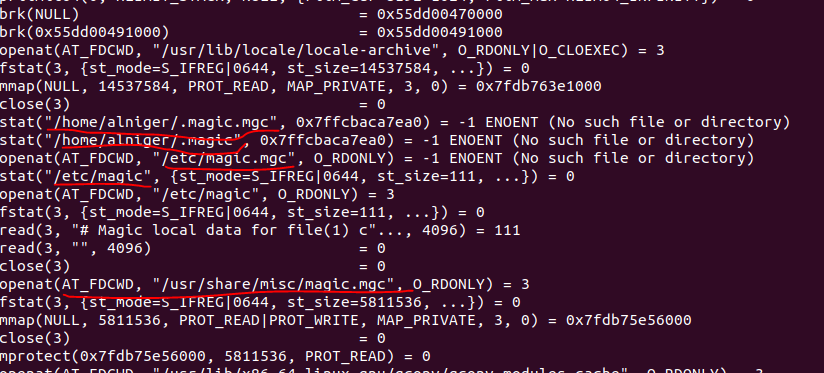 brk(NULL) = 0x55dd00470000
brk(0x55dd00491000) = 0x55dd00491000
openat(AT_FDCWD, "/usr/lib/locale/locale-archive", O_RDONLY|O_CLOEXEC) = 3
fstat(3, {st_mode=S_IFREG|0644, st_size=14537584, ...}) = 0
mmap(NULL, 14537584, PROT_READ, MAP_PRIVATE, 3, 0) = 0x7fdb763e1000
close(3) = 0
stat("/home/alniger/.magic.mgc", 0x7ffcbaca7ea0) = -1 ENOENT (No such file or directory)
stat("/home/alniger/.magic", 0x7ffcbaca7ea0) = -1 ENOENT (No such file or directory)
openat(AT_FDCWD, "/etc/magic.mgc", O_RDONLY) = -1 ENOENT (No such file or directory)
stat("/etc/magic", {st_mode=S_IFREG|0644, st_size=111, ...}) = 0
openat(AT_FDCWD, "/etc/magic", O_RDONLY) = 3
fstat(3, {st_mode=S_IFREG|0644, st_size=111, ...}) = 0
read(3, "# Magic local data for file(1) c"..., 4096) = 111
read(3, "", 4096) = 0
close(3) = 0
openat(AT_FDCWD, "/usr/share/misc/magic.mgc", O_RDONLY) = 3
fstat(3, {st_mode=S_IFREG|0644, st_size=5811536, ...}) = 0
mmap(NULL, 5811536, PROT_READ|PROT_WRITE, MAP_PRIVATE, 3, 0) = 0x7fdb75e56000
close(3) = 0
mprotect(0x7fdb75e56000, 5811536, PROT_READ) = 0